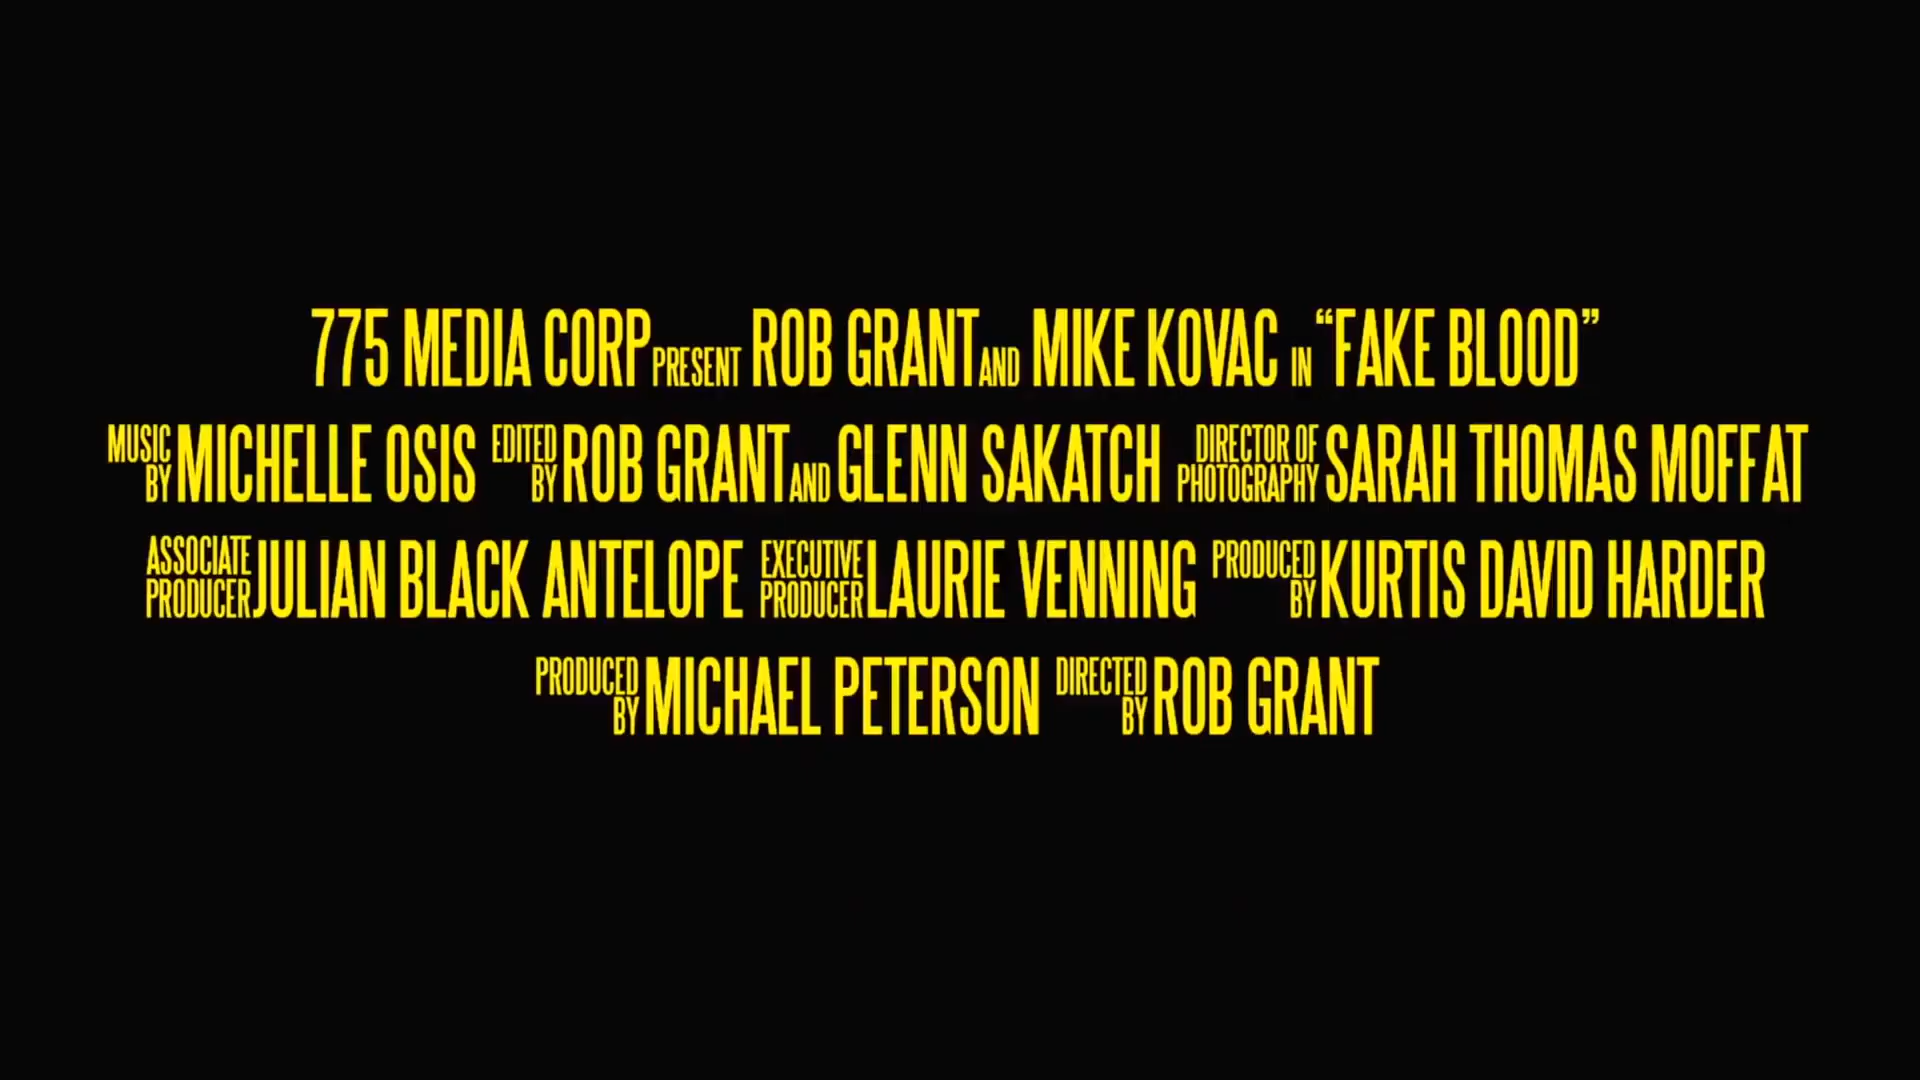 775 MEDIA CORP PRESENT ROB GRANT AND MIKE KOVAC IN “FAKE BLOOD”
MUSIC BY MICHELLE OSIS EDITED BY ROB GRANT AND GLENN SAKATCH DIRECTOR OF PHOTOGRAPHY SARAH THOMAS MOFFAT
ASSOCIATE PRODUCER JULIAN BLACK ANTELOPE EXECUTIVE PRODUCER LAURIE VENNING PRODUCED BY KURTIS DAVID HARDER
PRODUCED BY MICHAEL PETERSON DIRECTED BY ROB GRANT